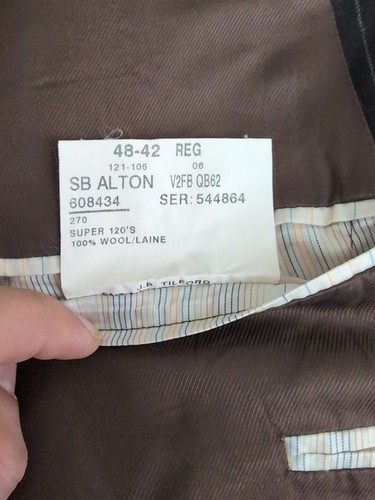 48-42 REG
121-106 06
SB ALTON V2FB QB62
608434 SER: 544864
270
SUPER 120'S
100% WOOL/LAINE
J.B. TILFORD